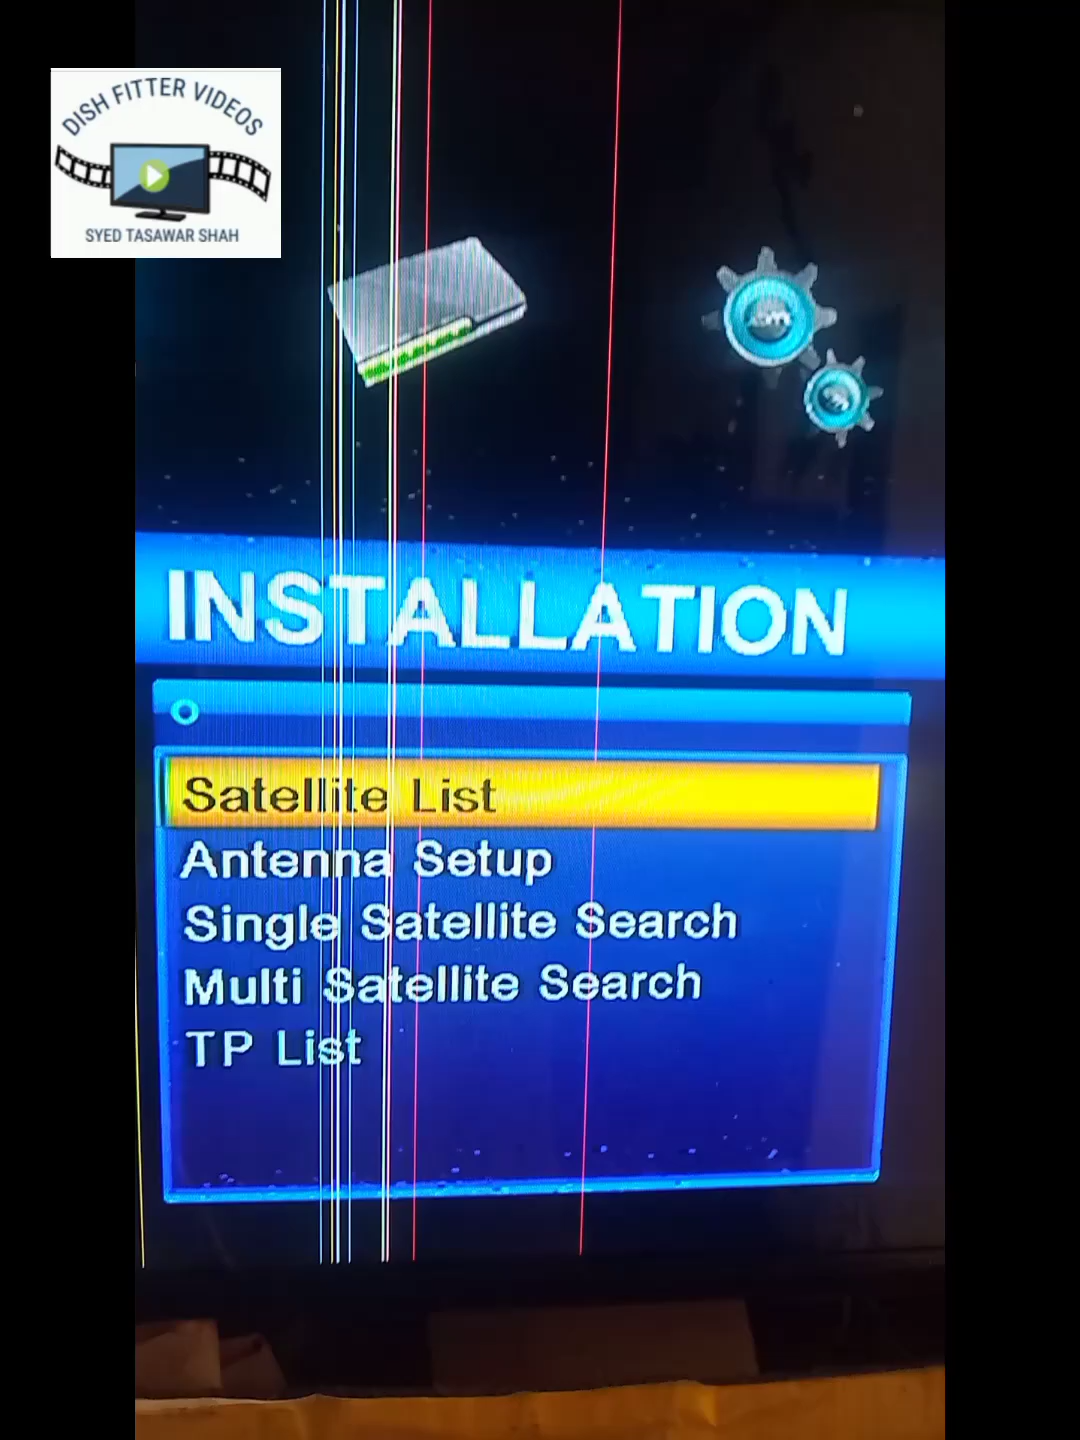 DISH FITTER VIDEOS
SYED TASAWAR SHAH
INSTALLATION
Satellite List
Antenna Setup
Single Satellite Search
Multi Satellite Search
TP List